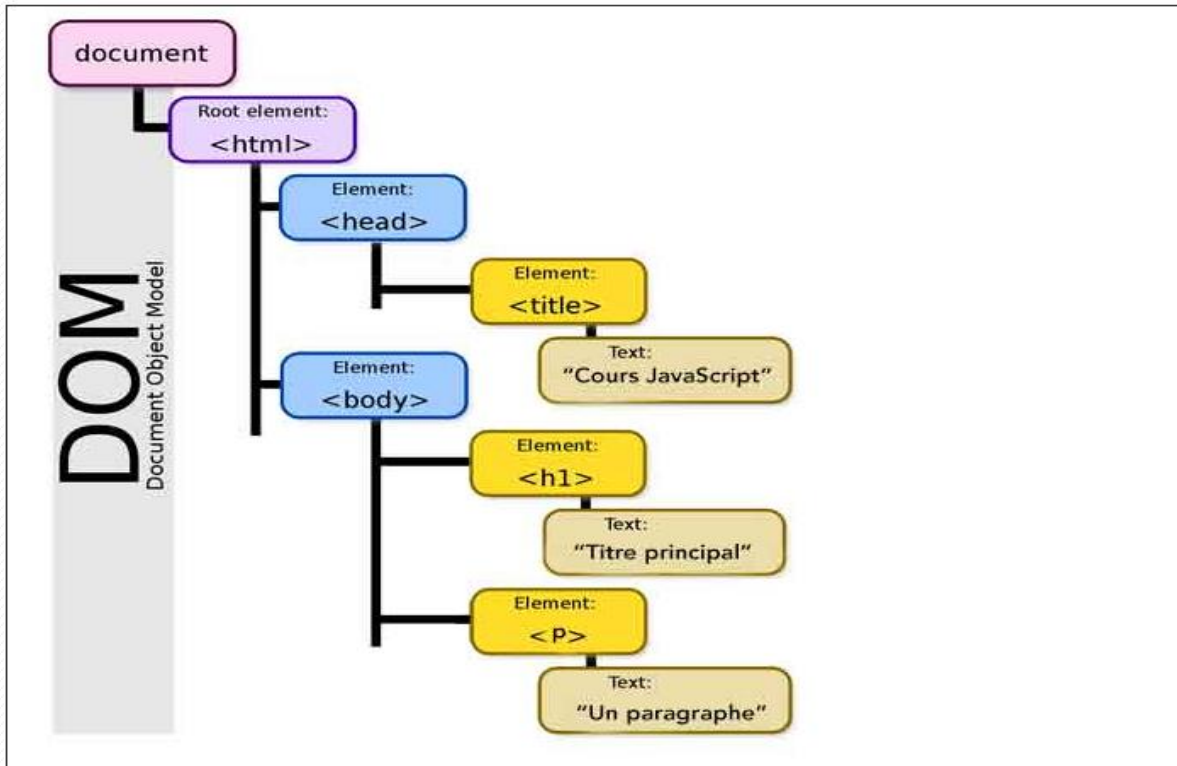 document
Root element:
<html>
Element:
<head>
Element:
<title>
Text:
“Cours JavaScript”
Element:
<body>
Element:
<h1>
Text:
“Titre principal”
Element:
<P>
Text:
“Un paragraphe”
DOM
Document Object Model